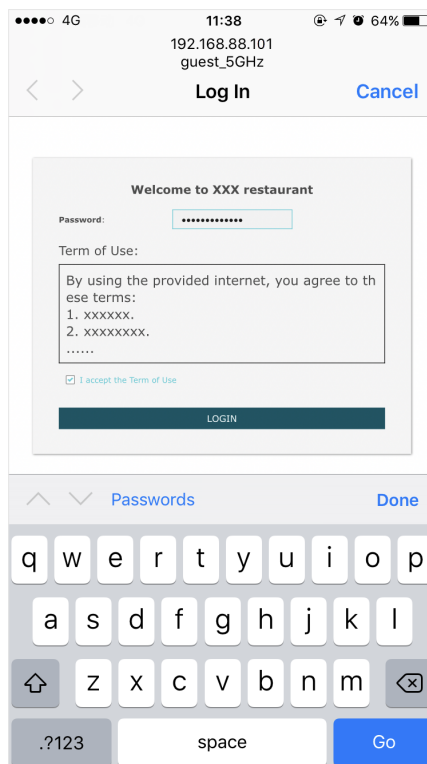 4G 11:38 64%
192.168.88.101
guest_5GHz
Log In Cancel
Welcome to XXX restaurant
Password: •••••••••••••
Term of Use:
By using the provided internet, you agree to th
ese terms:
1. xxxxxx.
2. xxxxxxxx.
......
I accept the Term of Use
LOGIN
Passwords Done
q w e r t y u i o p
a s d f g h j k l
z x c v b n m
.?123 space Go